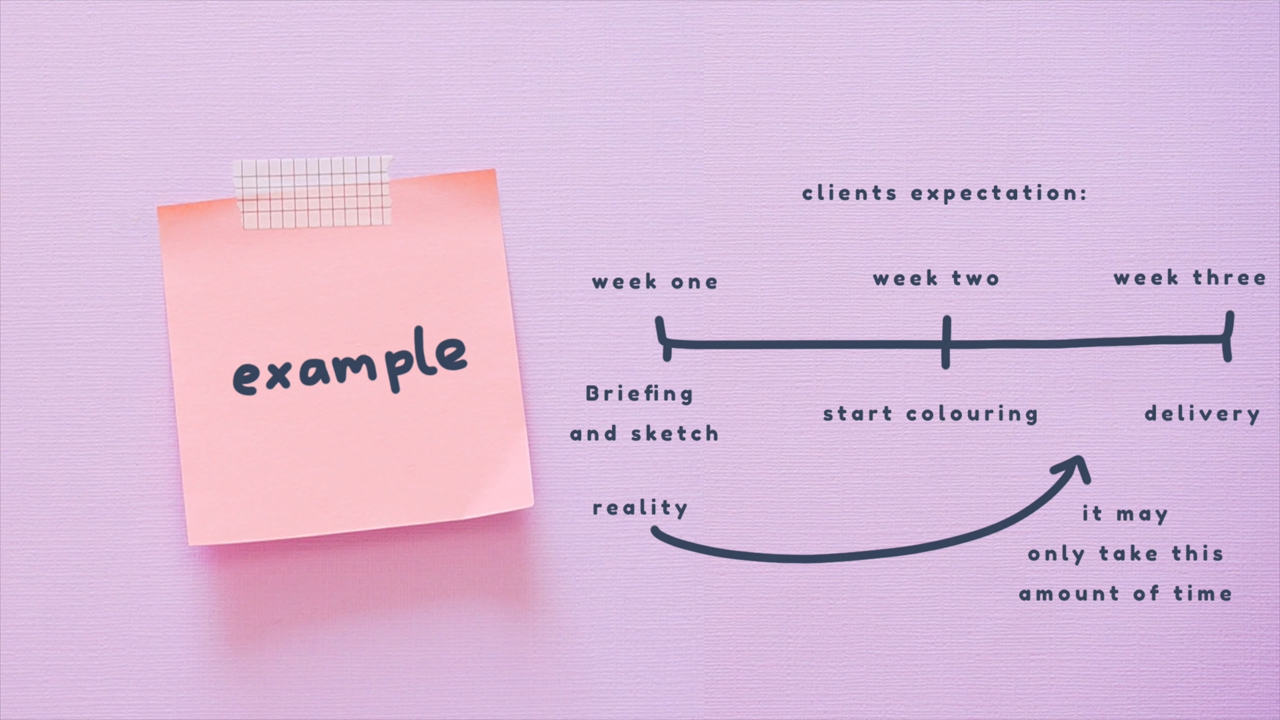 example
clients expectation:
week one
week two
week three
Briefing
and sketch
start colouring
delivery
reality
it may
only take this
amount of time